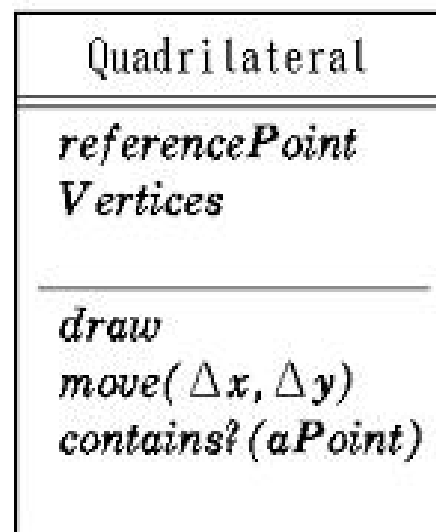 Quadrilateral
referencePoint
Vertices
draw
move( Δx, Δy)
contains?(aPoint)